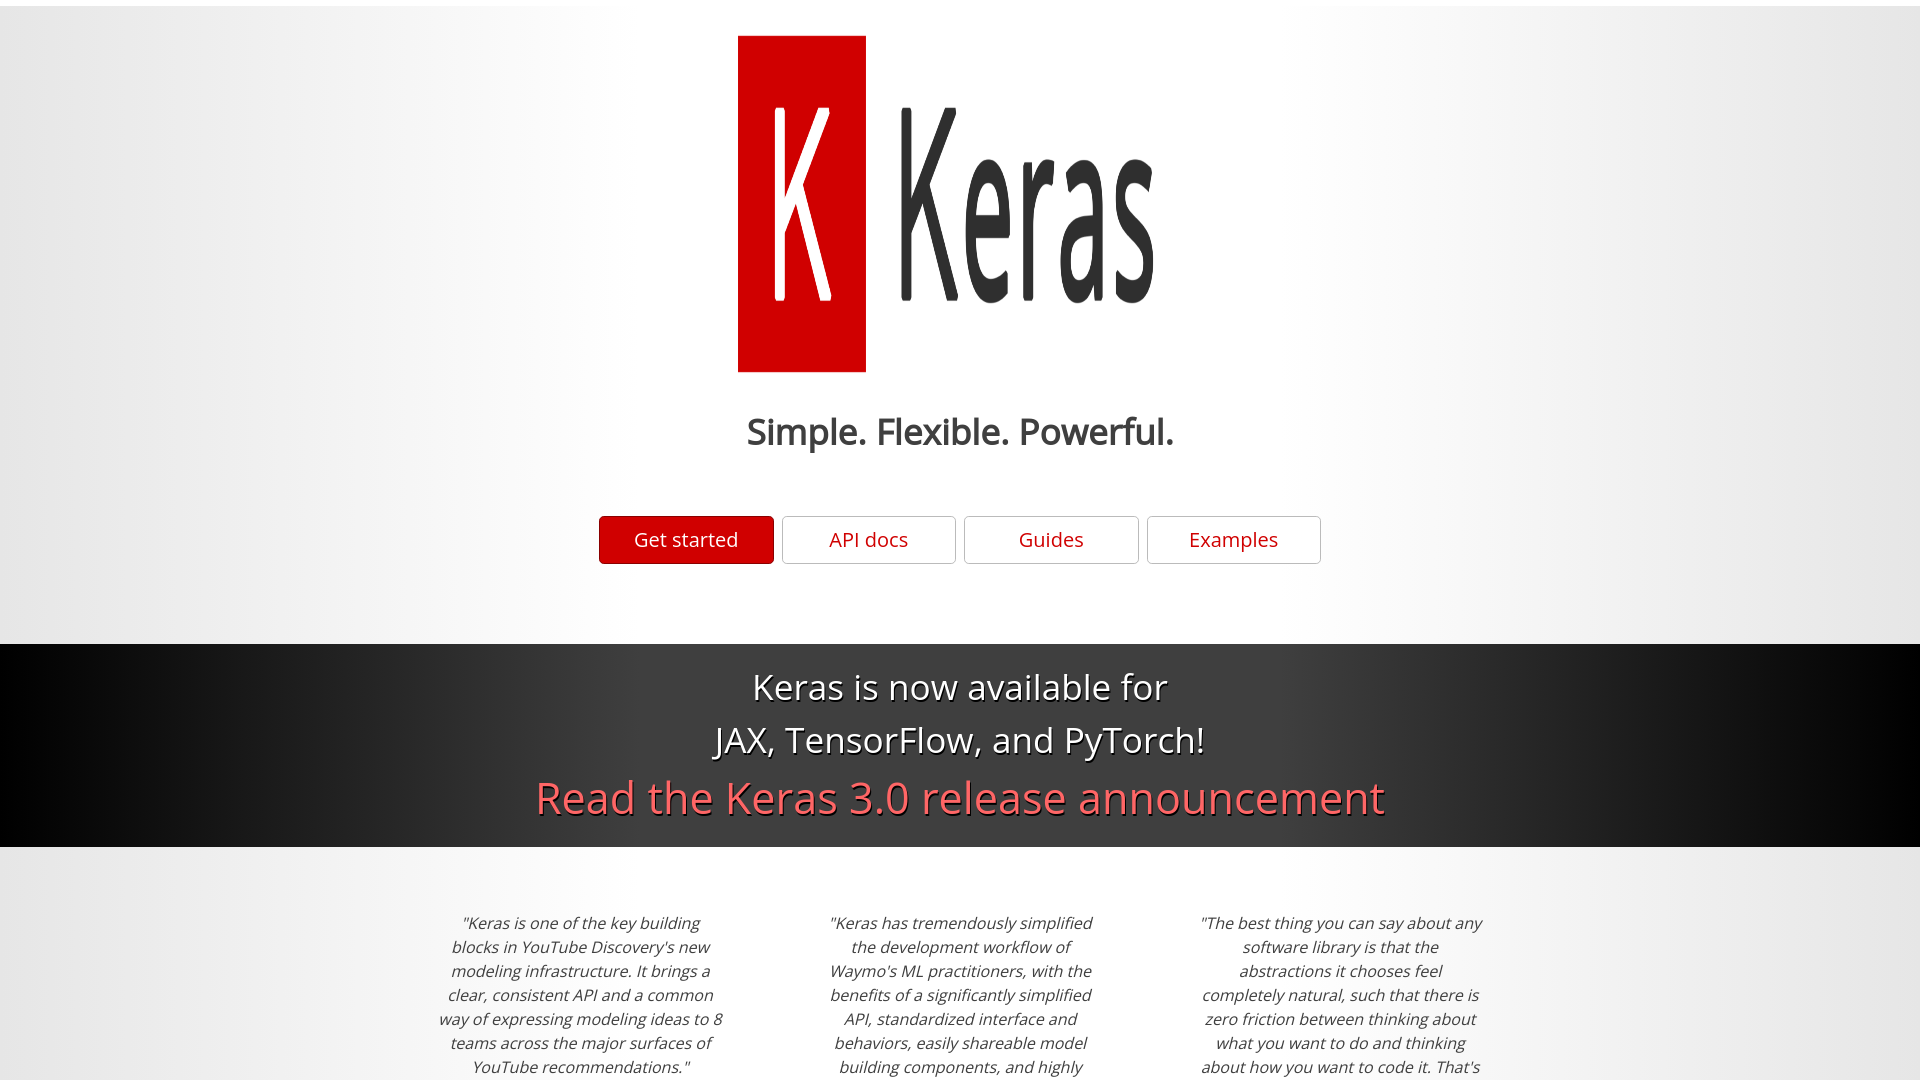 K Keras
Simple. Flexible. Powerful.
Get started
API docs
Guides
Examples
Keras is now available for
JAX, TensorFlow, and PyTorch!
Read the Keras 3.0 release announcement
"Keras is one of the key building
blocks in YouTube Discovery's new
modeling infrastructure. It brings a
clear, consistent API and a common
way of expressing modeling ideas to 8
teams across the major surfaces of
YouTube recommendations."
"Keras has tremendously simplified
the development workflow of
Waymo's ML practitioners, with the
benefits of a significantly simplified
API, standardized interface and
behaviors, easily shareable model
building components, and highly
"The best thing you can say about any
software library is that the
abstractions it chooses feel
completely natural, such that there is
zero friction between thinking about
what you want to do and thinking
about how you want to code it. That's